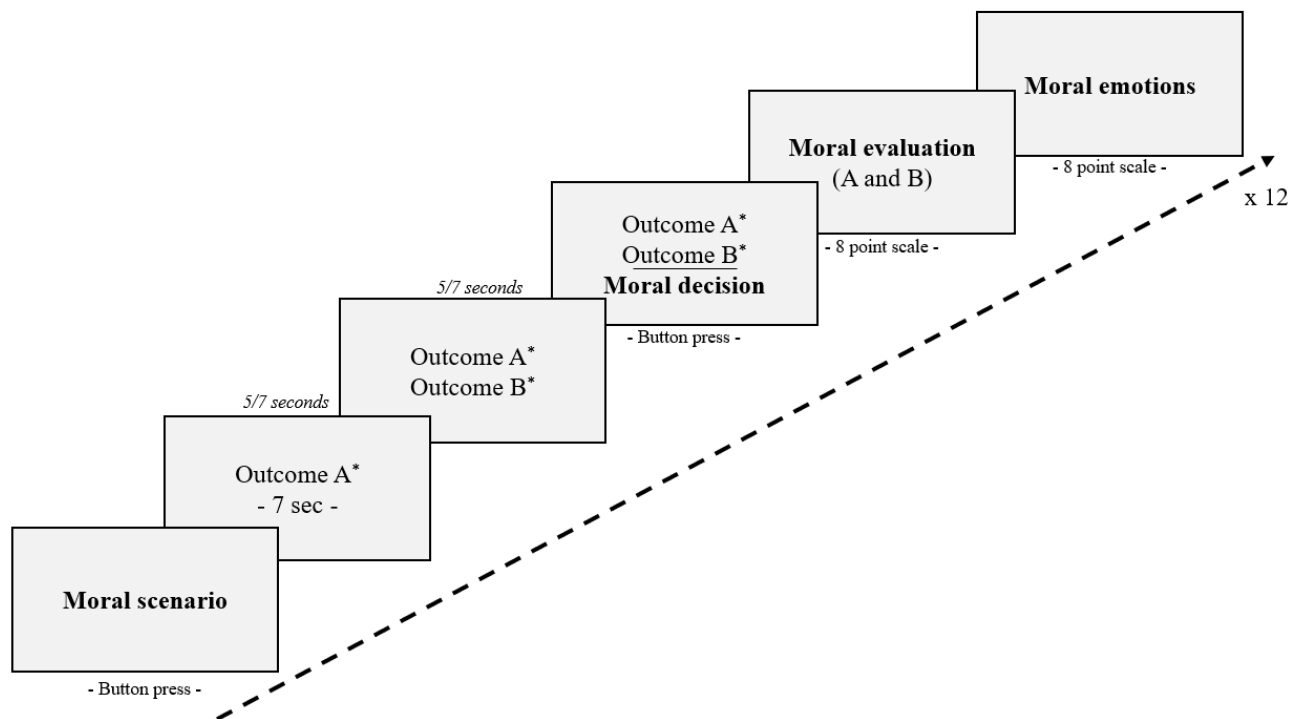 Moral scenario
- Button press -
5/7 seconds
Outcome A*
- 7 sec -
5/7 seconds
Outcome A*
Outcome B*
Outcome A*
Outcome B*
Moral decision
- Button press -
Moral evaluation
(A and B)
- 8 point scale -
Moral emotions
- 8 point scale -
x 12